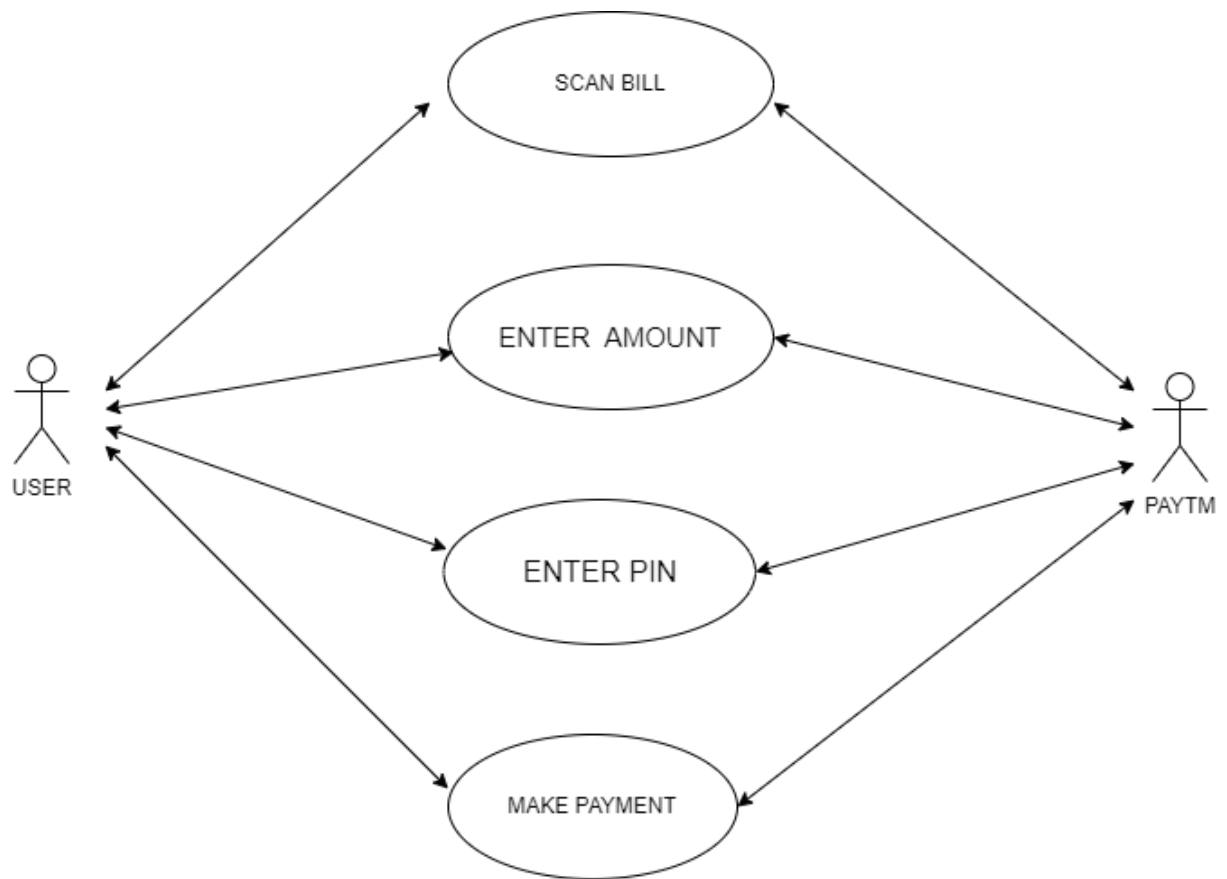 SCAN BILL
ENTER AMOUNT
USER
PAYTM
ENTER PIN
MAKE PAYMENT